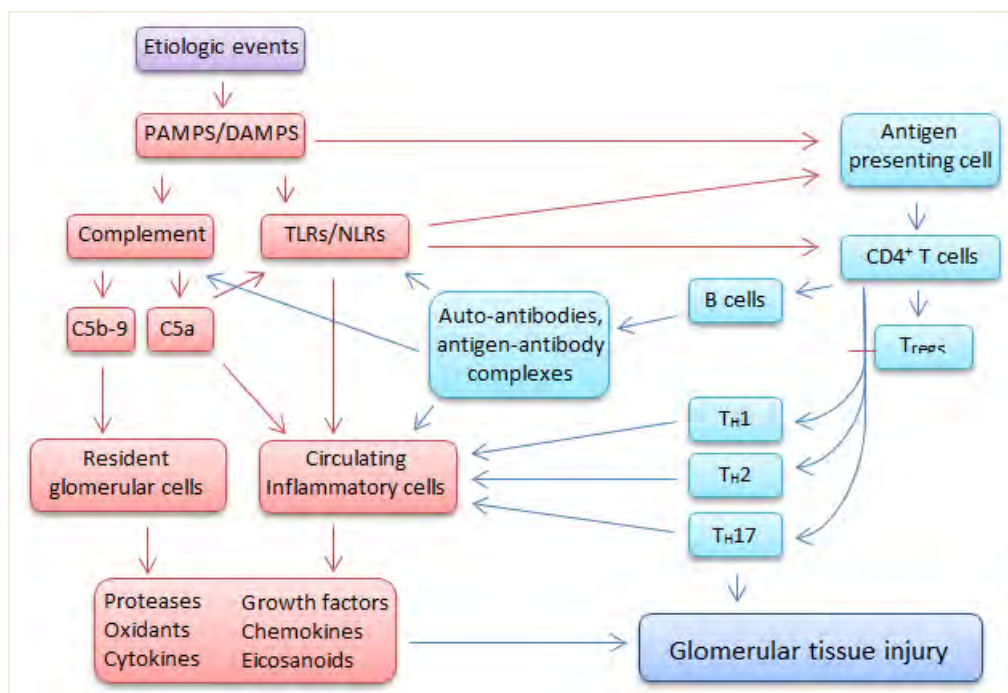 Etiologic events
PAMPS/DAMPS
Antigen
presenting cell
Complement
TLRs/NLRs
CD4⁺ T cells
C5b-9
C5a
B cells
Auto-antibodies,
antigen-antibody
complexes
Tregs
TH1
Resident
glomerular cells
Circulating
Inflammatory cells
TH2
TH17
Proteases
Oxidants
Cytokines
Growth factors
Chemokines
Eicosanoids
Glomerular tissue injury